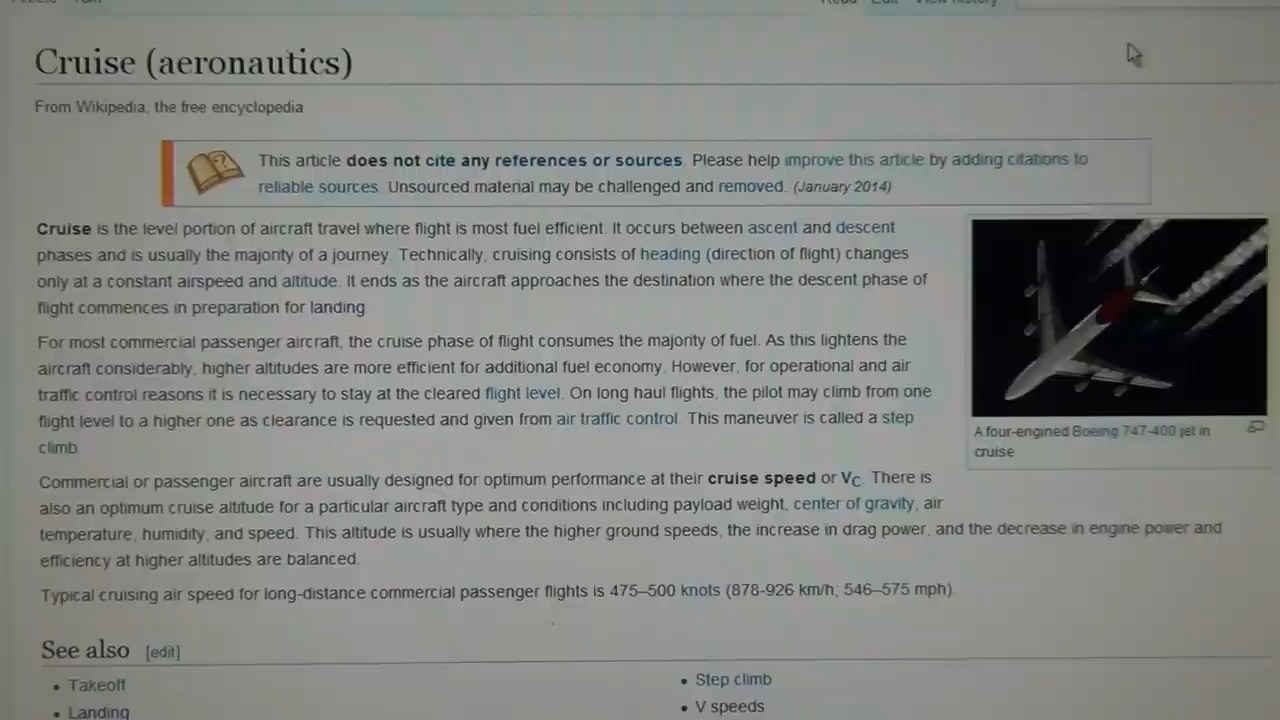 Read Edit View history
Cruise (aeronautics)
From Wikipedia, the free encyclopedia
This article does not cite any references or sources. Please help improve this article by adding citations to
reliable sources. Unsourced material may be challenged and removed. (January 2014)
Cruise is the level portion of aircraft travel where flight is most fuel efficient. It occurs between ascent and descent
phases and is usually the majority of a journey. Technically, cruising consists of heading (direction of flight) changes
only at a constant airspeed and altitude. It ends as the aircraft approaches the destination where the descent phase of
flight commences in preparation for landing.
For most commercial passenger aircraft, the cruise phase of flight consumes the majority of fuel. As this lightens the
aircraft considerably, higher altitudes are more efficient for additional fuel economy. However, for operational and air
traffic control reasons it is necessary to stay at the cleared flight level. On long haul flights, the pilot may climb from one
flight level to a higher one as clearance is requested and given from air traffic control. This maneuver is called a step
climb.
A four-engined Boeing 747-400 jet in
cruise
Commercial or passenger aircraft are usually designed for optimum performance at their cruise speed or VC. There is
also an optimum cruise altitude for a particular aircraft type and conditions including payload weight, center of gravity, air
temperature, humidity, and speed. This altitude is usually where the higher ground speeds, the increase in drag power, and the decrease in engine power and
efficiency at higher altitudes are balanced.
Typical cruising air speed for long-distance commercial passenger flights is 475–500 knots (878-926 km/h; 546–575 mph).
See also [edit]
• Takeoff
• Landing
• Step climb
• V speeds